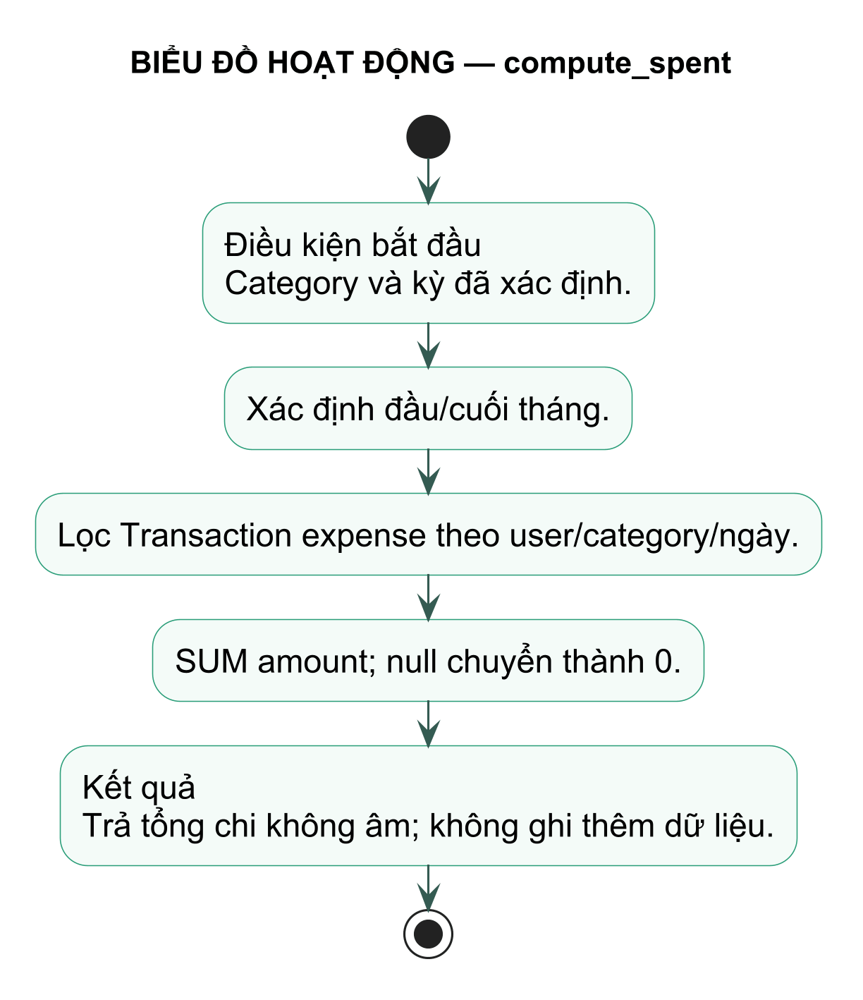 BIỂU ĐỒ HOẠT ĐỘNG — compute_spent
Điều kiện bắt đầu
Category và kỳ đã xác định.
Xác định đầu/cuối tháng.
Lọc Transaction expense theo user/category/ngày.
SUM amount; null chuyển thành 0.
Kết quả
Trả tổng chi không âm; không ghi thêm dữ liệu.